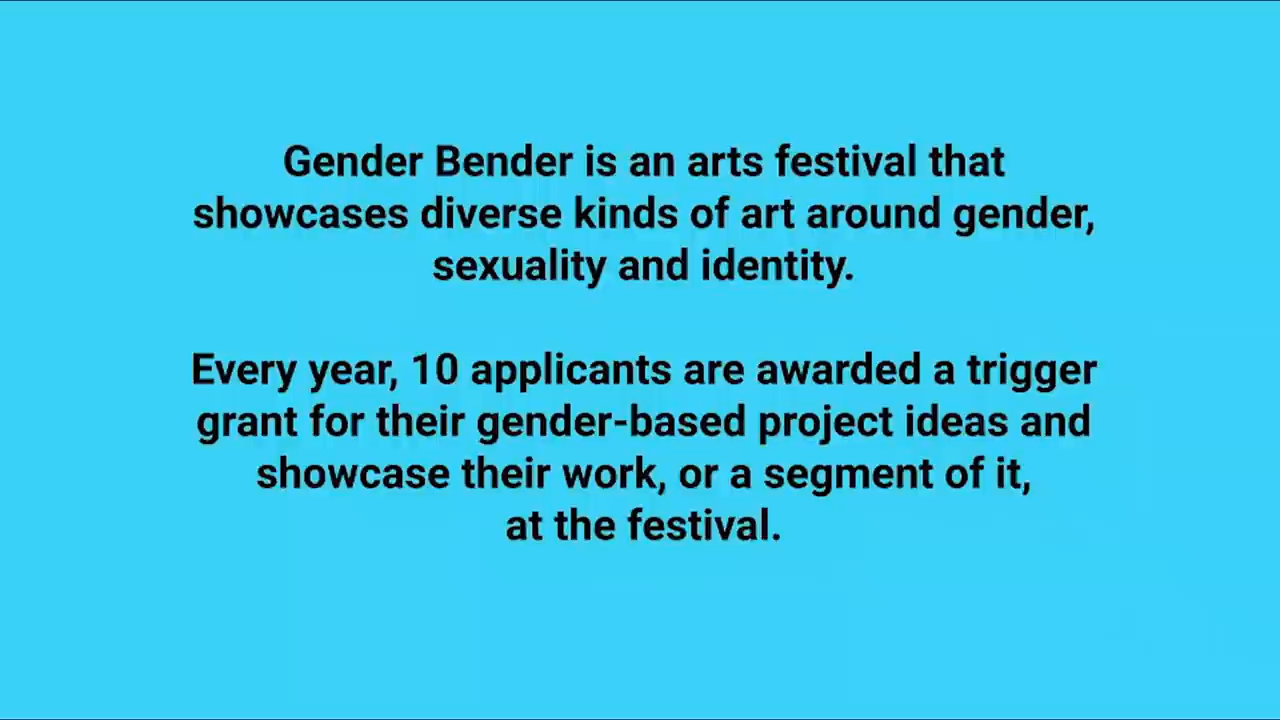 Gender Bender is an arts festival that
showcases diverse kinds of art around gender,
sexuality and identity.
Every year, 10 applicants are awarded a trigger
grant for their gender-based project ideas and
showcase their work, or a segment of it,
at the festival.